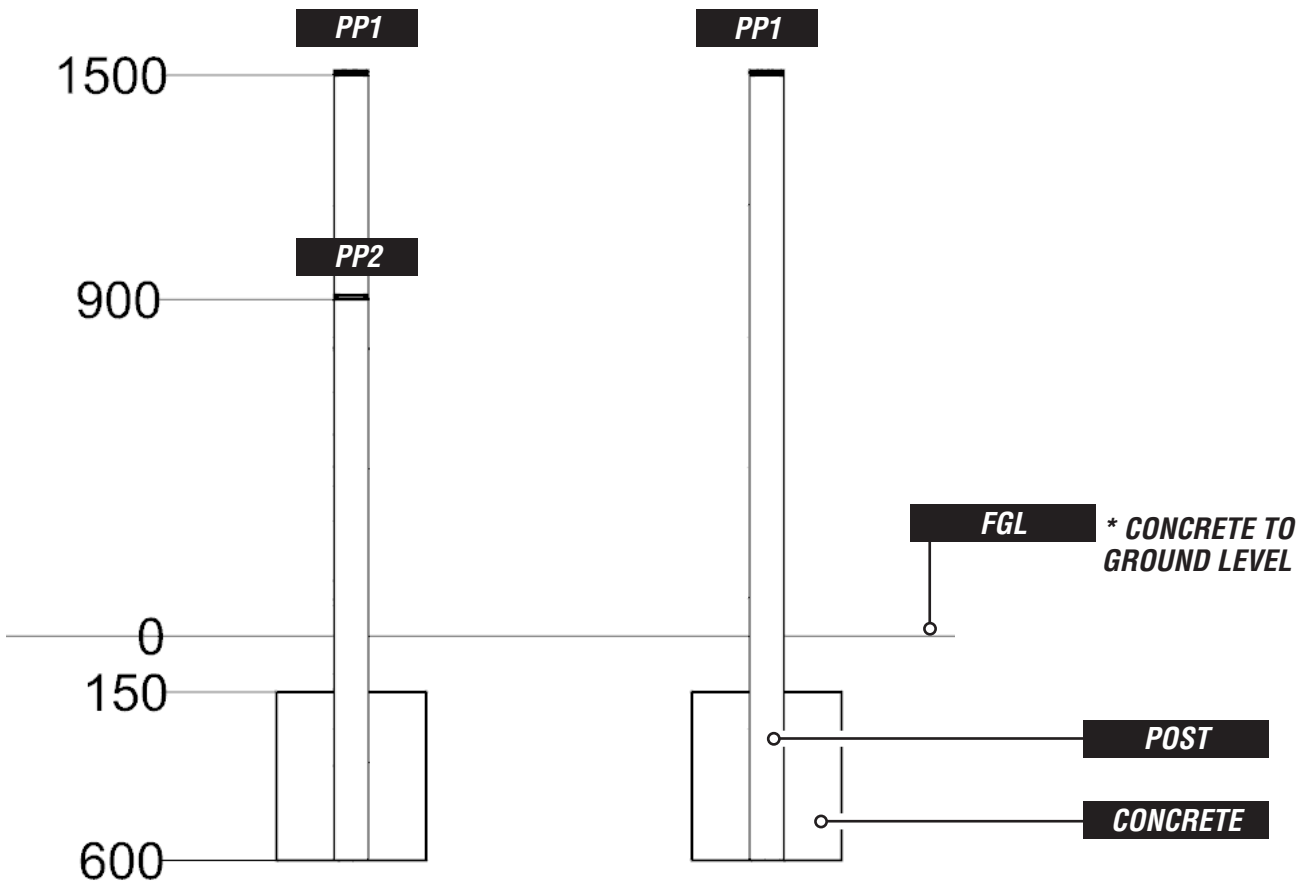 PP1
PP1
1500
PP2
900
FGL
* CONCRETE TO
GROUND LEVEL
0
150
POST
CONCRETE
600